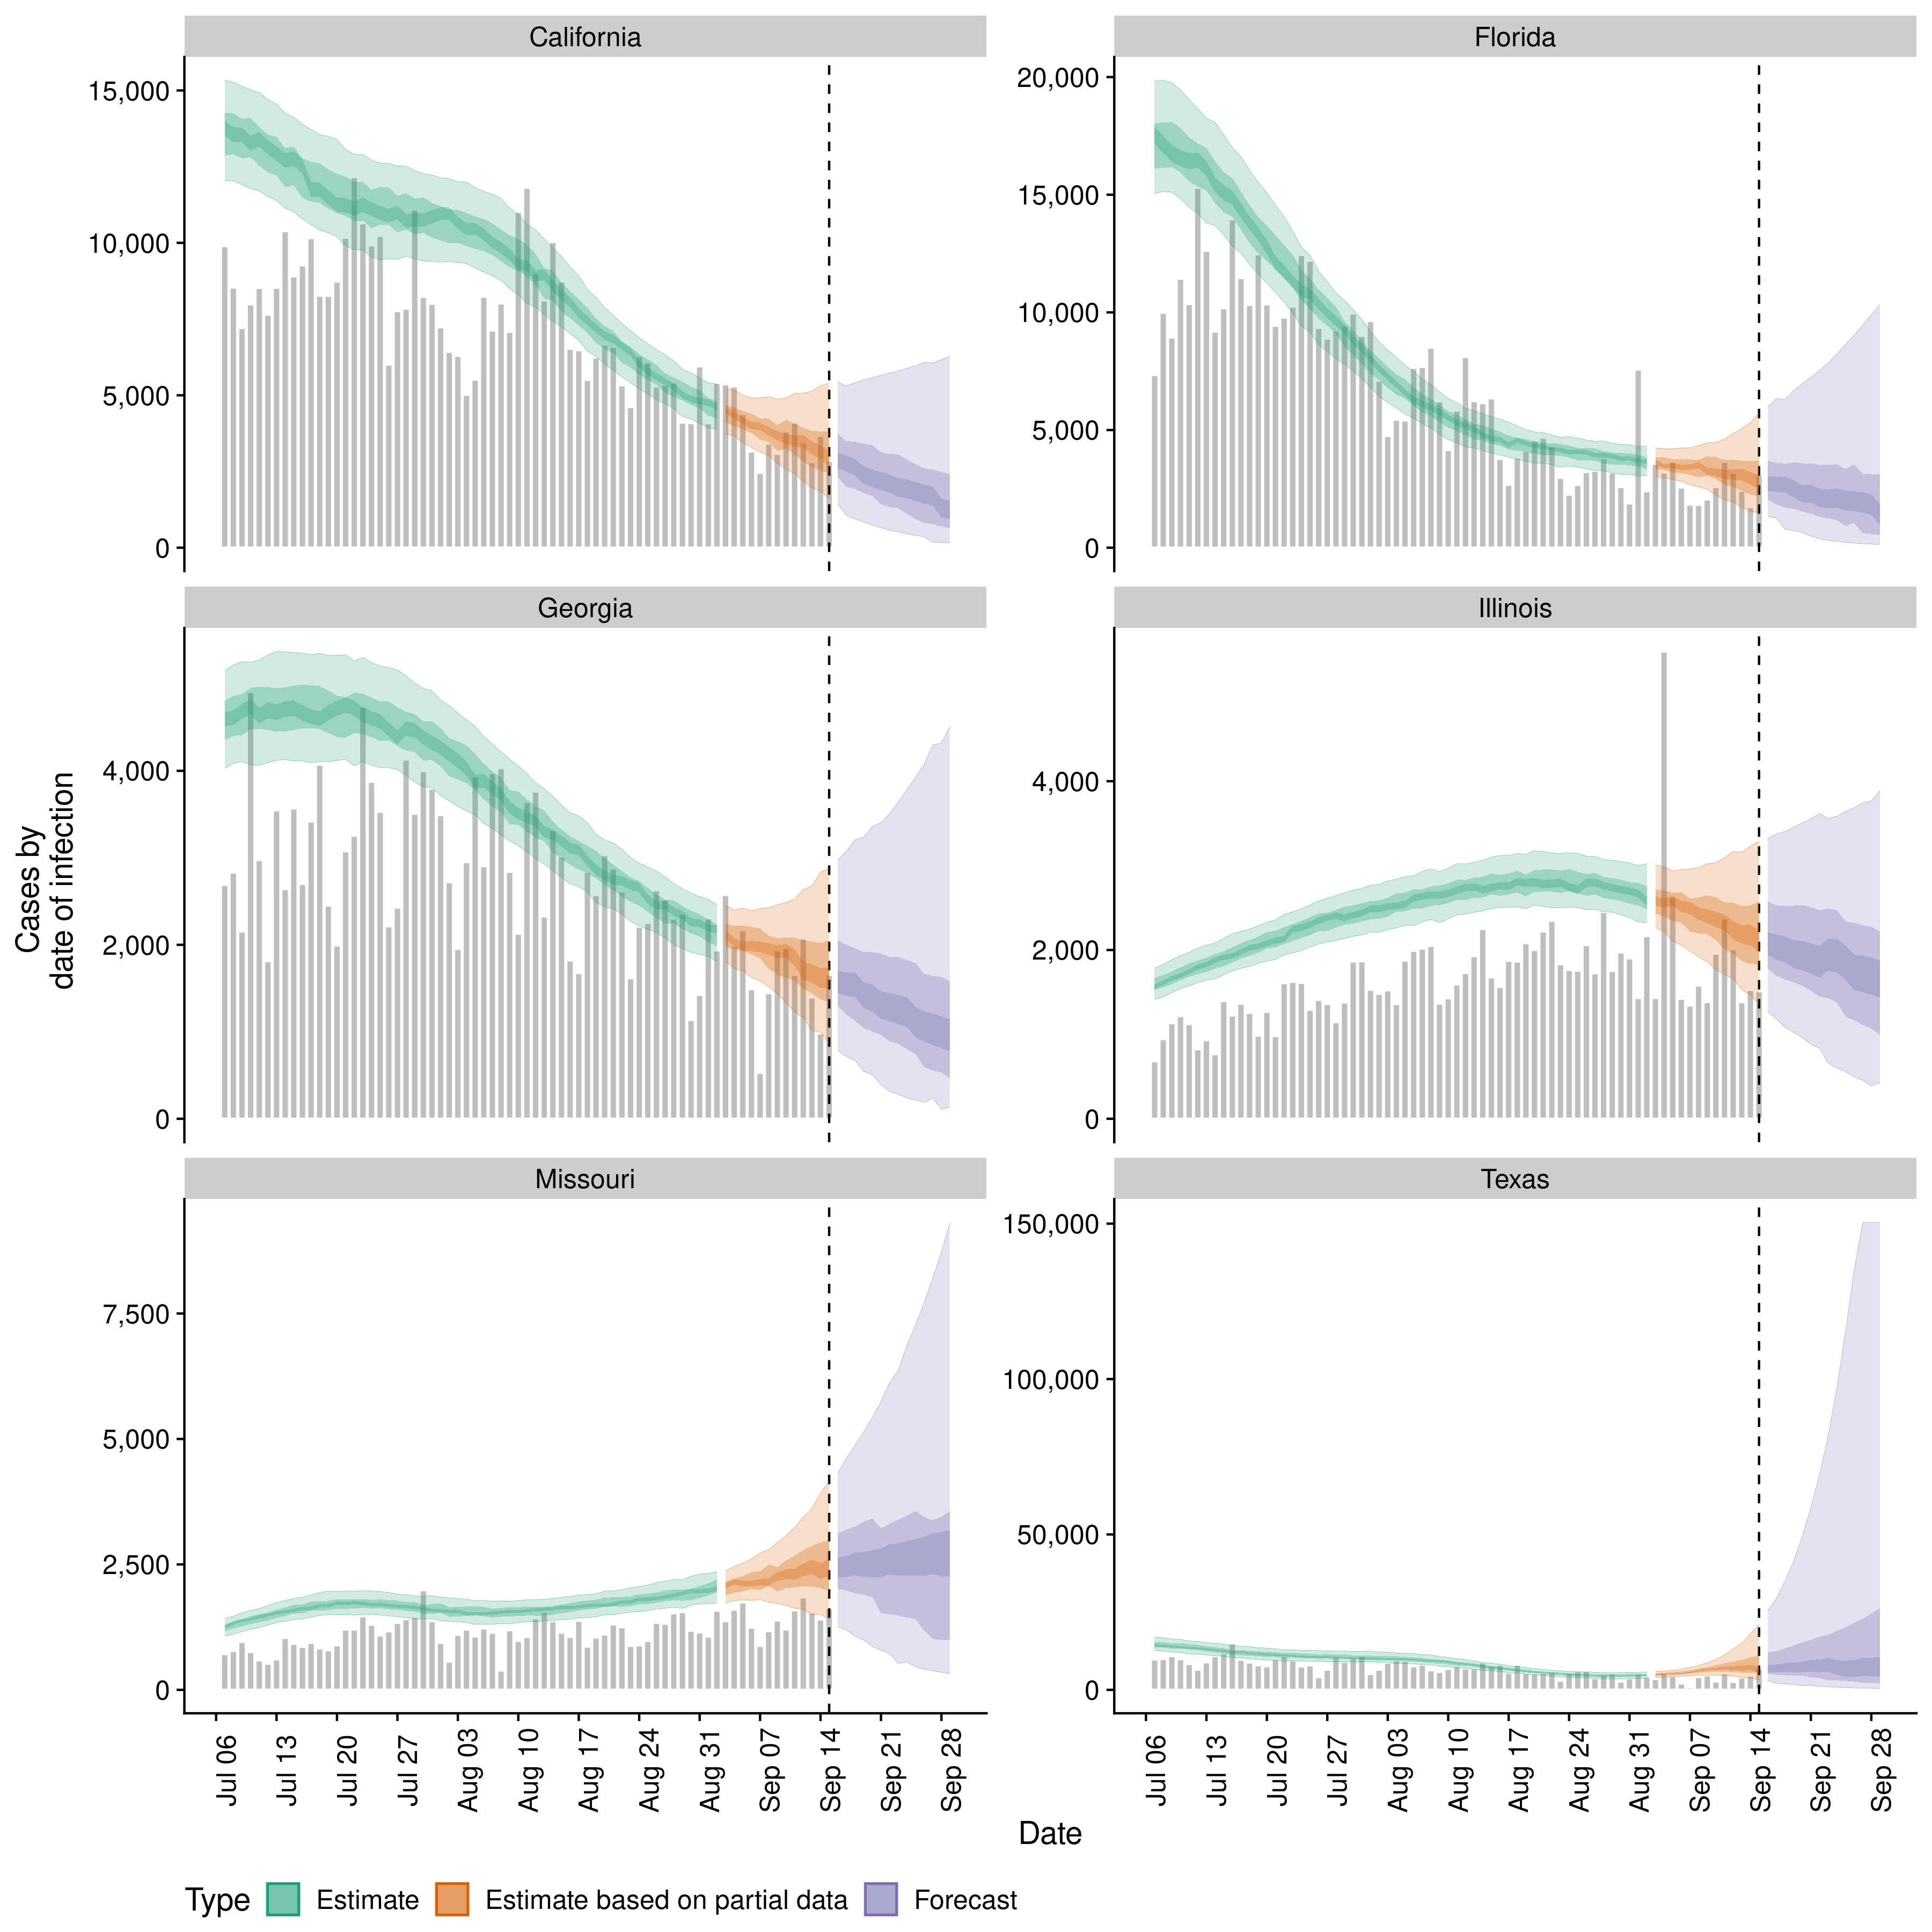 California
Florida
15,000
10,000
5,000
0
20,000
15,000
10,000
5,000
0
Georgia
Illinois
4,000
2,000
0
4,000
2,000
0
Cases by
date of infection
Missouri
Texas
7,500
5,000
2,500
0
150,000
100,000
50,000
0
Jul 06
Jul 13
Jul 20
Jul 27
Aug 03
Aug 10
Aug 17
Aug 24
Aug 31
Sep 07
Sep 14
Sep 21
Sep 28
Jul 06
Jul 13
Jul 20
Jul 27
Aug 03
Aug 10
Aug 17
Aug 24
Aug 31
Sep 07
Sep 14
Sep 21
Sep 28
Date
Type Estimate Estimate based on partial data Forecast